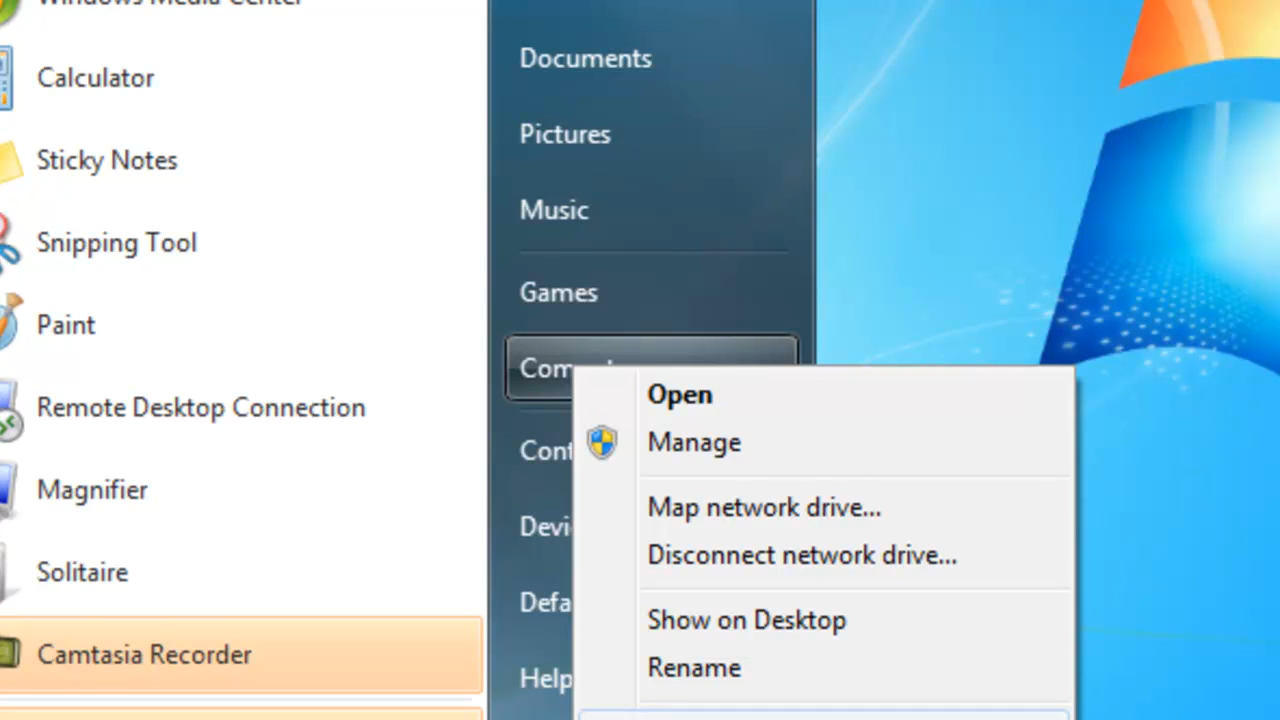 Windows Media Center
Calculator
Sticky Notes
Snipping Tool
Paint
Remote Desktop Connection
Magnifier
Solitaire
Camtasia Recorder
Documents
Pictures
Music
Games
Com
Cont
Devi
Defa
Help
Open
Manage
Map network drive...
Disconnect network drive...
Show on Desktop
Rename